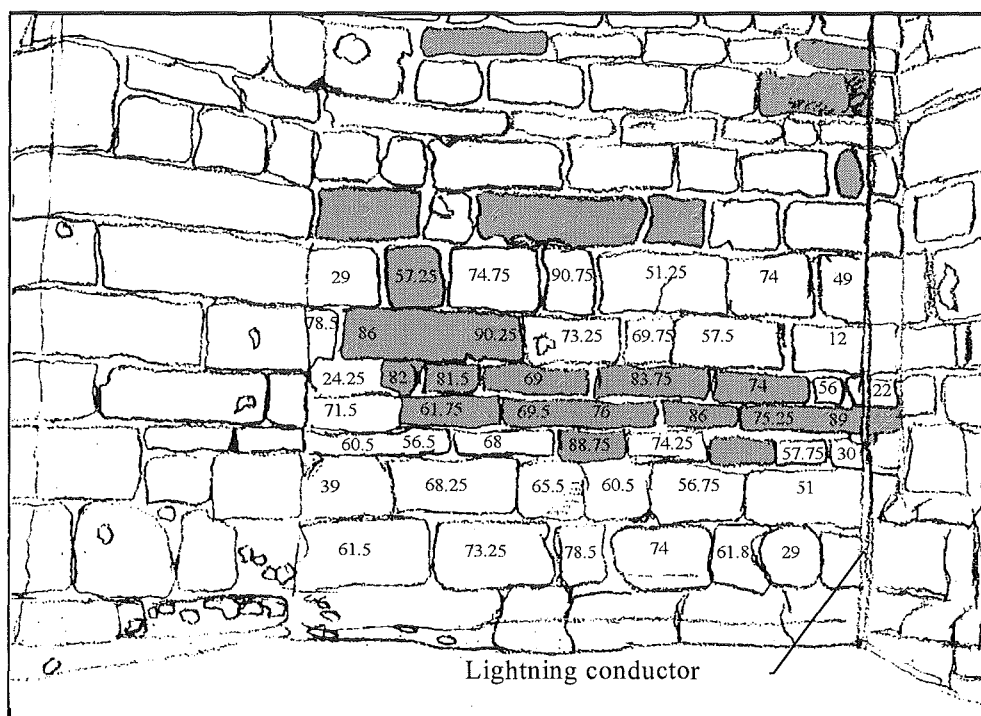 29 57.25 74.75 90.75 51.25 74 49
78.5 86 90.25 73.25 69.75 57.5 12
24.25 82 81.5 69 83.75 74 56 22
71.5 61.75 69.5 76 86 75.25 89
60.5 56.5 68 88.75 74.25 57.75 30
39 68.25 65.5 60.5 56.75 51
61.5 73.25 78.5 74 61.8 29
Lightning conductor